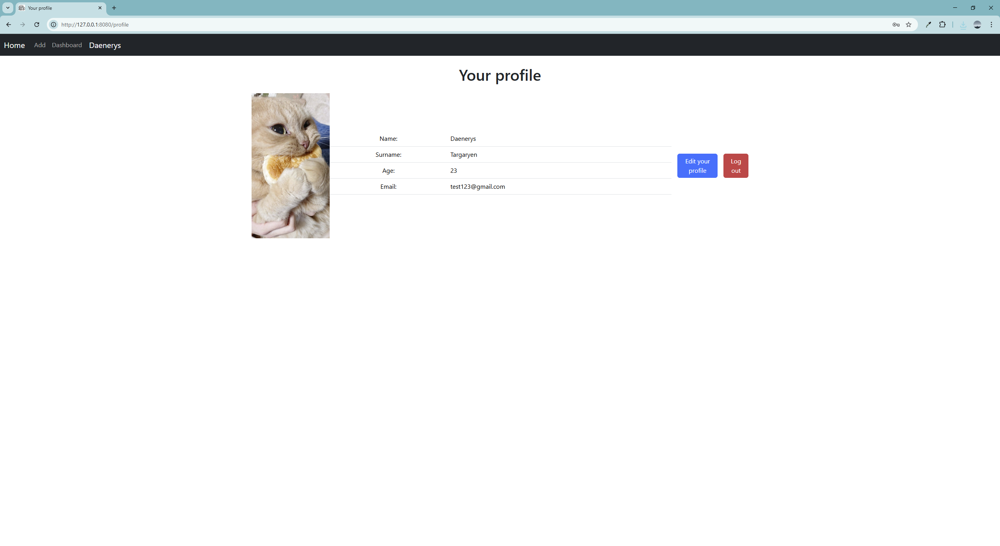 Your profile
http://127.0.0.1:8080/profile
Home Add Dashboard Daenerys
Your profile
Name: Daenerys
Surname: Targaryen
Age: 23
Email: test123@gmail.com
Edit your
profile
Log
out